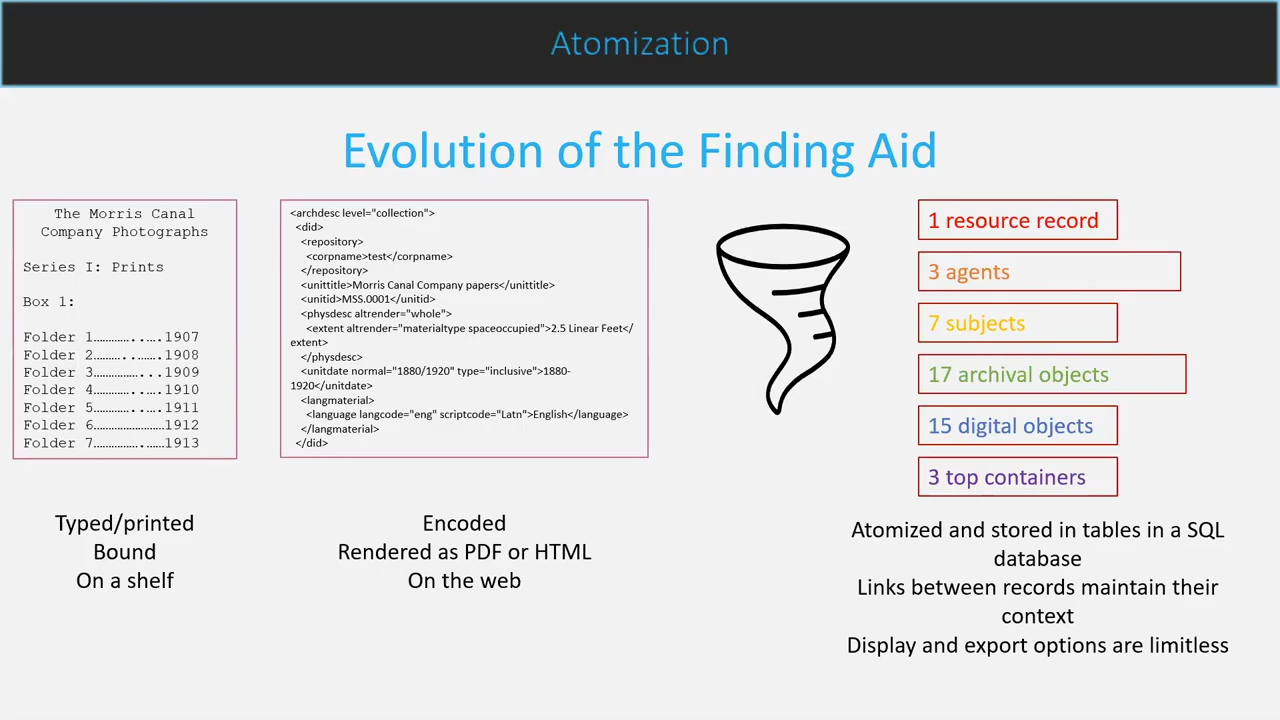 Atomization
Evolution of the Finding Aid
The Morris Canal
Company Photographs
Series I: Prints
Box 1:
Folder 1…………..….1907
Folder 2………..…….1908
Folder 3……………...1909
Folder 4…………..….1910
Folder 5…………..….1911
Folder 6…………………1912
Folder 7…………….……1913
Typed/printed
Bound
On a shelf
<archdesc level="collection">
<did>
<repository>
<corpname>test</corpname>
</repository>
<unittitle>Morris Canal Company papers</unittitle>
<unitid>MSS.0001</unitid>
<physdesc altrender="whole">
<extent altrender="materialtype spaceoccupied">2.5 Linear Feet</
extent>
</physdesc>
<unitdate normal="1880/1920" type="inclusive">1880-
1920</unitdate>
<langmaterial>
<language langcode="eng" scriptcode="Latn">English</language>
</langmaterial>
</did>
Encoded
Rendered as PDF or HTML
On the web
1 resource record
3 agents
7 subjects
17 archival objects
15 digital objects
3 top containers
Atomized and stored in tables in a SQL
database
Links between records maintain their
context
Display and export options are limitless